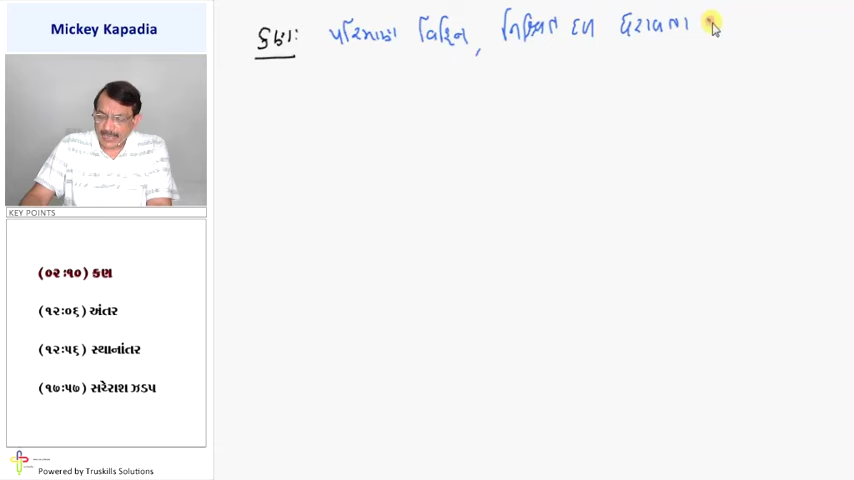 Mickey Kapadia
કણ: પરિમાણ વિહિન, નિશ્ચિત દળ ધરાવતા
KEY POINTS
(૦૨:૧૦) કણ
(૧૨:૦૬) અંતર
(૧૨:૫૬) સ્થાનાંતર
(૧૭:૫૭) સરેરાશ ઝડપ
Powered by Truskills Solutions